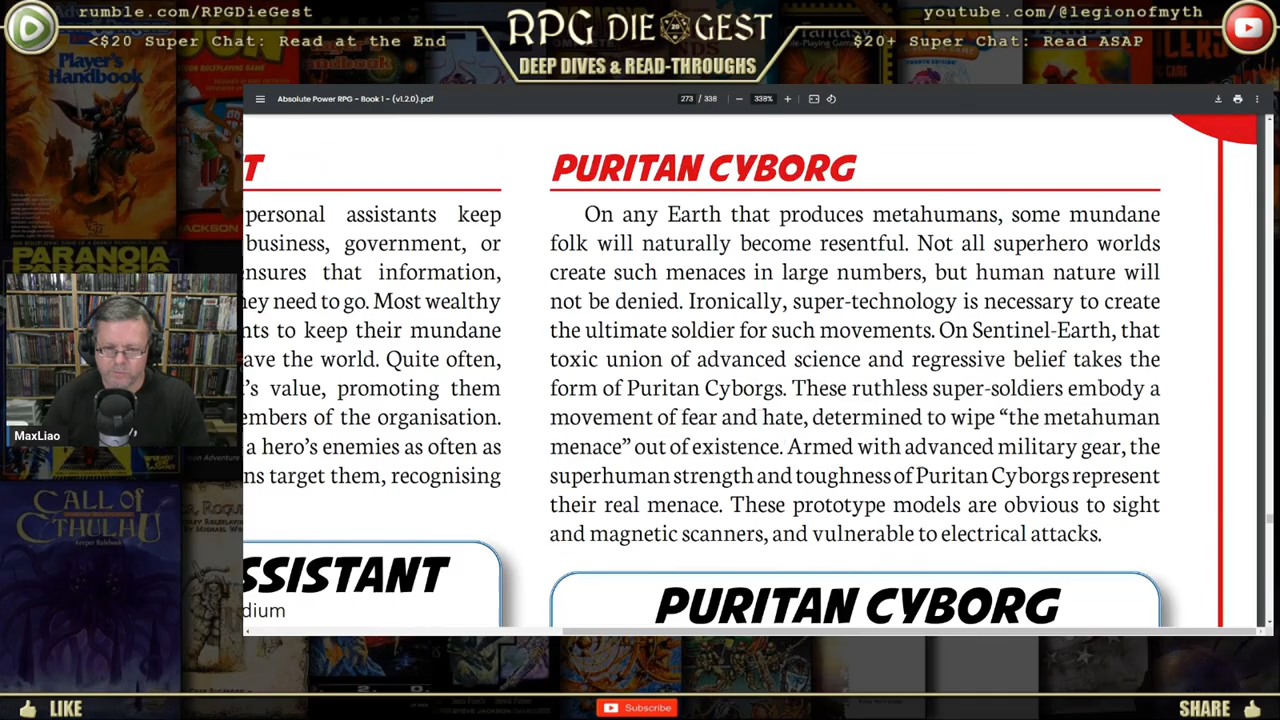 rumble.com/RPGDieGest
<$20 Super Chat: Read at the End
RPG DIE GEST
20
DEEP DIVES & READ-THROUGHS
youtube.com/@legionofmyth
$20+ Super Chat: Read ASAP
Player's
Handbook
PARANOIA
JACKSON
Absolute Power RPG - Book 1 - (v1.2.0).pdf
273 / 338
338%
T
personal assistants keep
business, government, or
ensures that information,
hey need to go. Most wealthy
nts to keep their mundane
ave the world. Quite often,
's value, promoting them
embers of the organisation.
a hero's enemies as often as
ns target them, recognising
SSISTANT
dium
PURITAN CYBORG
On any Earth that produces metahumans, some mundane
folk will naturally become resentful. Not all superhero worlds
create such menaces in large numbers, but human nature will
not be denied. Ironically, super-technology is necessary to create
the ultimate soldier for such movements. On Sentinel-Earth, that
toxic union of advanced science and regressive belief takes the
form of Puritan Cyborgs. These ruthless super-soldiers embody a
movement of fear and hate, determined to wipe “the metahuman
menace” out of existence. Armed with advanced military gear, the
superhuman strength and toughness of Puritan Cyborgs represent
their real menace. These prototype models are obvious to sight
and magnetic scanners, and vulnerable to electrical attacks.
PURITAN CYBORG
MaxLiao
CALL of
CTHULHU
LIKE
Subscribe
SHARE